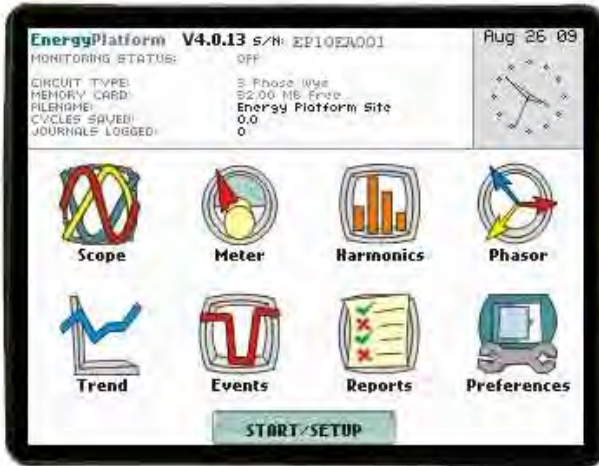 EnergyPlatform V4.0.13 S/N: EP10ER001
Aug 26 09
MONITORING STATUS: OFF
CIRCUIT TYPE: 3 Phase Wye
MEMORY CARD: 32.00 MB Free
FILENAME: Energy Platform Site
CYCLES SAVED: 0.0
JOURNALS LOGGED: 0
Scope
Meter
Harmonics
Phasor
Trend
Events
Reports
Preferences
START/SETUP